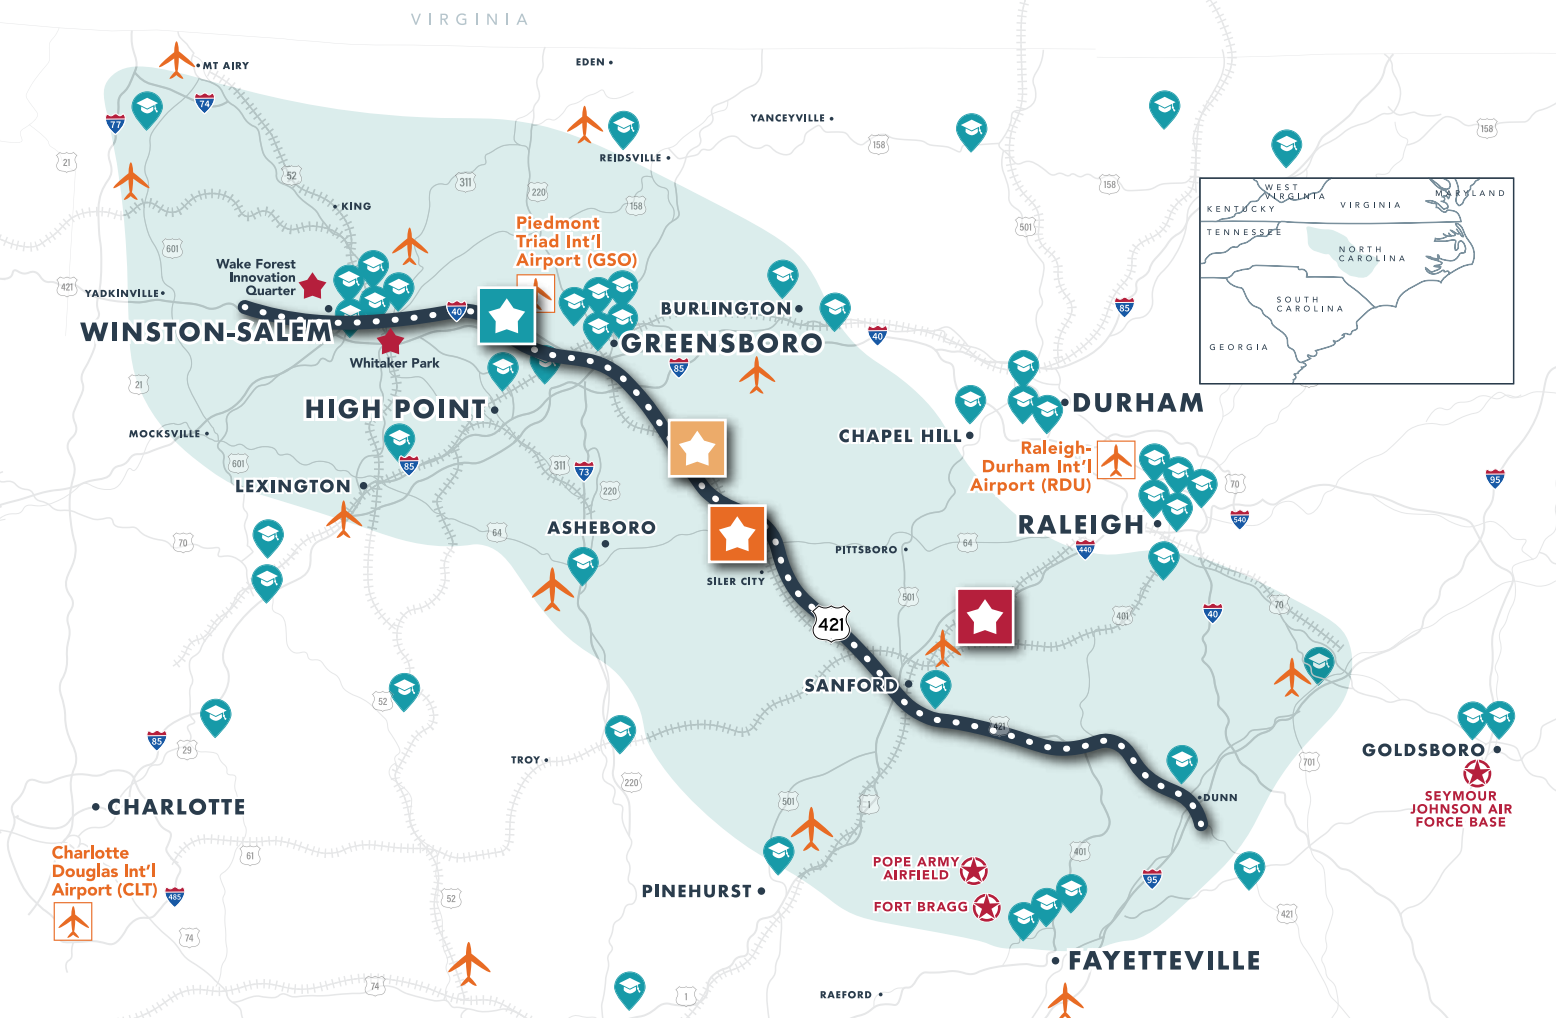 VIRGINIA
MT AIRY
EDEN
74
77
YANCEYVILLE
158
158
21
REIDSVILLE
52
311
220
158
158
KING
501
601
Piedmont
Triad Int'l
Airport (GSO)
Wake Forest
Innovation
Quarter
421
YADKINVILLE
40
BURLINGTON
85
WINSTON-SALEM
40
GREENSBORO
Whitaker Park
85
21
HIGH POINT
DURHAM
MOCKSVILLE
CHAPEL HILL
601
85
311
73
Raleigh-
Durham Int'l
Airport (RDU)
LEXINGTON
220
70
95
70
64
ASHEBORO
RALEIGH
540
PITTSBORO
64
440
SILER CITY
501
401
70
40
421
SANFORD
52
421
85
29
TROY
220
701
GOLDSBORO
CHARLOTTE
501
1
DUNN
SEYMOUR
JOHNSON AIR
FORCE BASE
Charlotte
Douglas Int'l
Airport (CLT)
61
485
401
POPE ARMY
AIRFIELD
95
PINEHURST
FORT BRAGG
52
421
74
FAYETTEVILLE
74
1
RAEFORD
WEST
VIRGINIA
MARYLAND
KENTUCKY
VIRGINIA
TENNESSEE
NORTH
CAROLINA
SOUTH
CAROLINA
GEORGIA